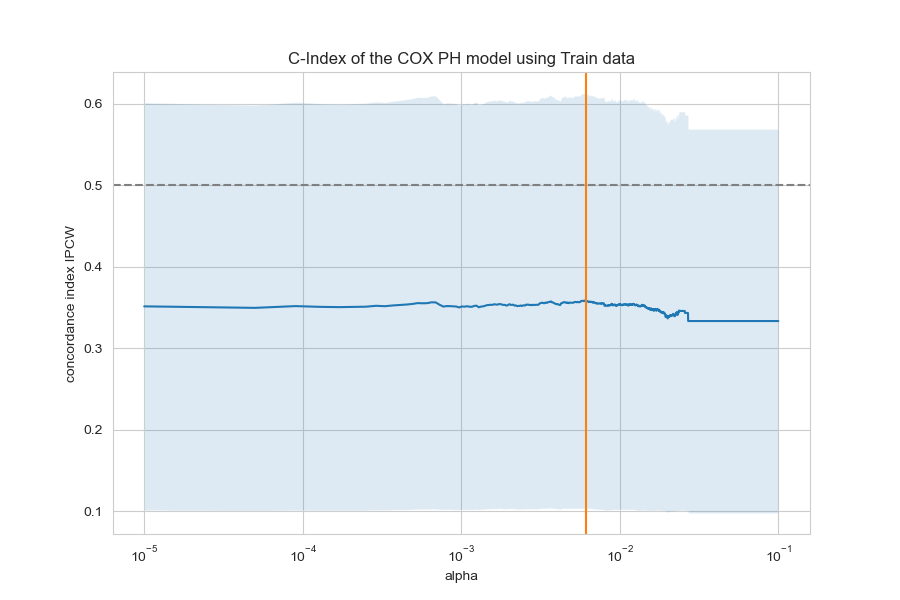 C-Index of the COX PH model using Train data
concordance index IPCW
0.6
0.5
0.4
0.3
0.2
0.1
10⁻⁵ 10⁻⁴ 10⁻³ 10⁻² 10⁻¹
alpha